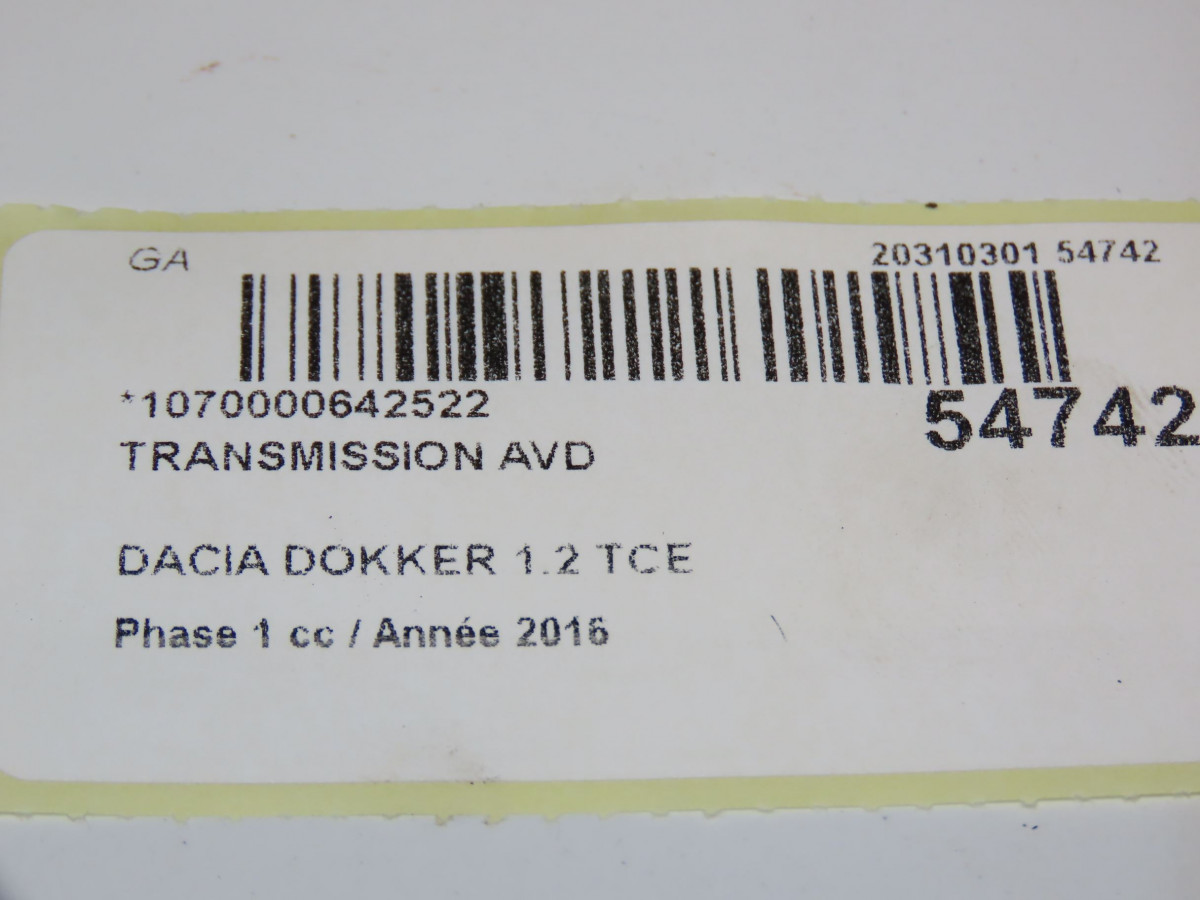 GA
20310301 54742
*1070000642522
54742
TRANSMISSION AVD
DACIA DOKKER 1.2 TCE
Phase 1 cc / Année 2016